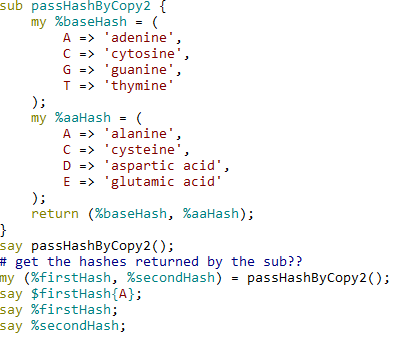 sub passHashByCopy2 {
    my %baseHash = (
        A => 'adenine',
        C => 'cytosine',
        G => 'guanine',
        T => 'thymine'
    );
    my %aaHash = (
        A => 'alanine',
        C => 'cysteine',
        D => 'aspartic acid',
        E => 'glutamic acid'
    );
    return (%baseHash, %aaHash);
}
say passHashByCopy2();
# get the hashes returned by the sub??
my (%firstHash, %secondHash) = passHashByCopy2();
say $firstHash{A};
say %firstHash;
say %secondHash;